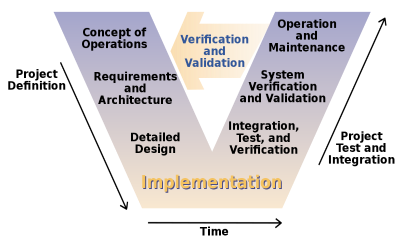 Concept of
Operations
Verification
and
Validation
Operation
and
Maintenance
Project
Definition
Requirements
and
Architecture
System
Verification
and Validation
Detailed
Design
Integration,
Test, and
Verification
Project
Test and
Integration
Implementation
Time